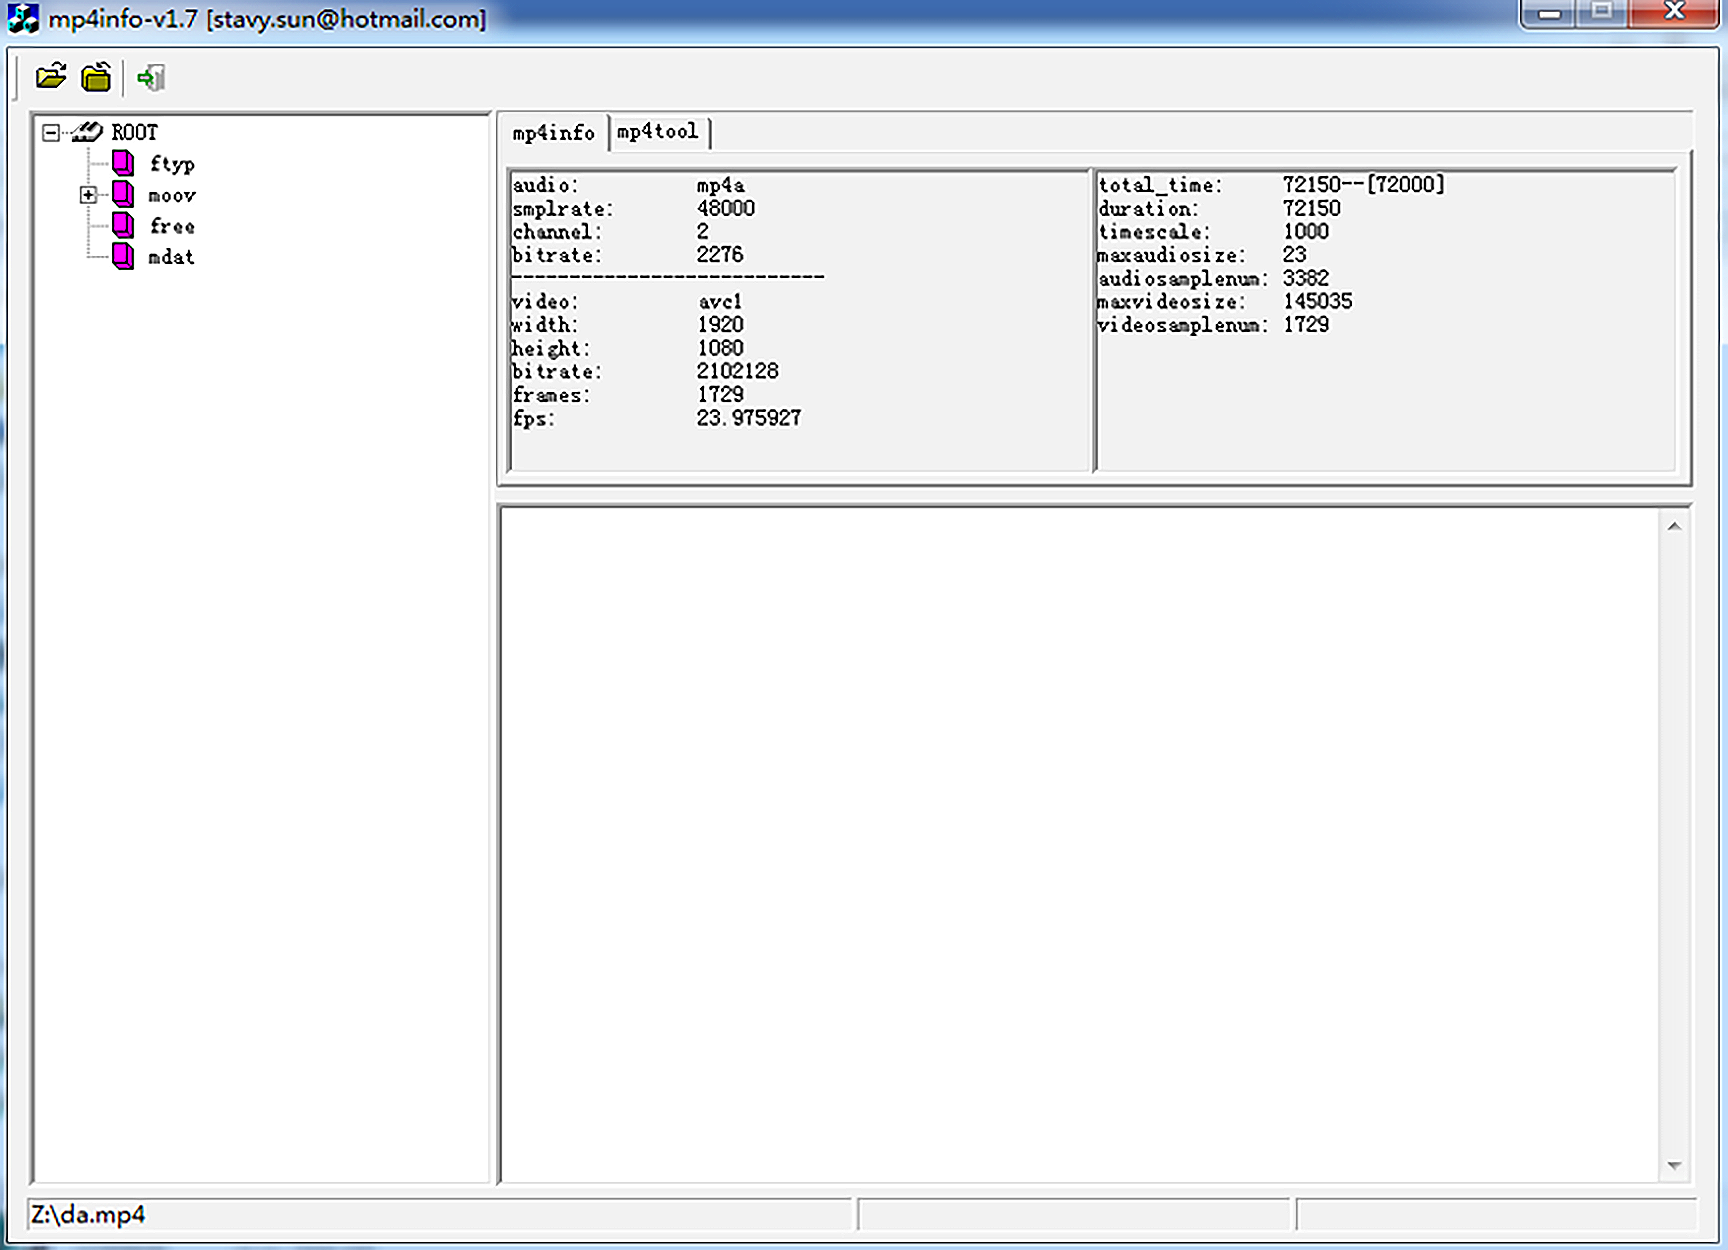 mp4info-v1.7 [stavy.sun@hotmail.com]
ROOT
ftyp
moov
free
mdat
mp4info
mp4tool
audio: mp4a
smplrate: 48000
channel: 2
bitrate: 2276
---------------------------
video: avc1
width: 1920
height: 1080
bitrate: 2102128
frames: 1729
fps: 23.975927
total_time: 72150--[72000]
duration: 72150
timescale: 1000
maxaudiosize: 23
audiosamplenum: 3382
maxvideosize: 145035
videosamplenum: 1729
Z:\da.mp4